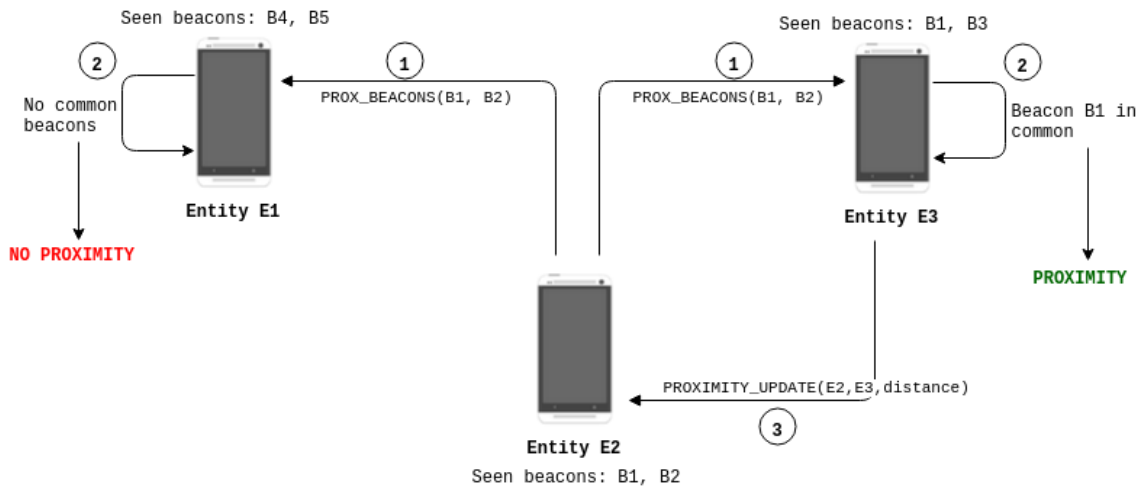 Seen beacons: B4, B5
Seen beacons: B1, B3
2
1
1
2
No common
beacons
PROX_BEACONS(B1, B2)
PROX_BEACONS(B1, B2)
Beacon B1 in
common
Entity E1
Entity E3
NO PROXIMITY
PROXIMITY
PROXIMITY_UPDATE(E2,E3,distance)
3
Entity E2
Seen beacons: B1, B2